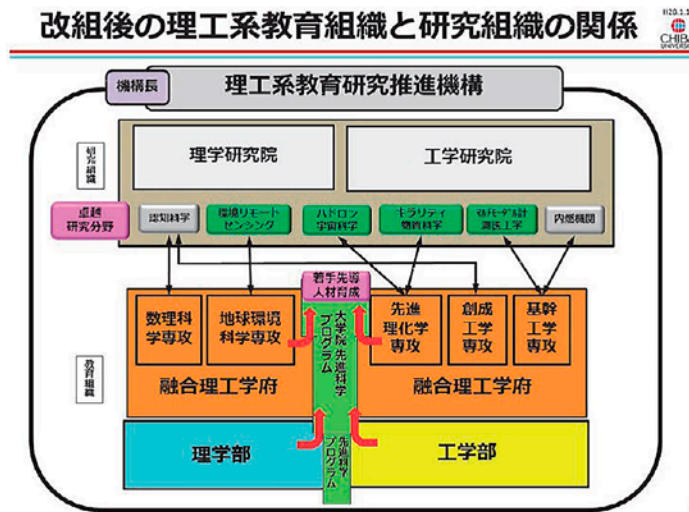 改組後の理工系教育組織と研究組織の関係
CHIBA
UNIVERSITY
機構長
理工系教育研究推進機構
研究組織
理学研究院
工学研究院
卓越
研究分野
認知科学
環境リモート
センシング
ハドロン
宇宙科学
キラリティ
物質科学
マルチモーダル計
測医工学
内燃機関
若手先導
人材育成
教育組織
数理科
学専攻
地球環境
科学専攻
大学院先進科学
プログラム
先進
理化学
専攻
創成
工学
専攻
基幹
工学
専攻
融合理工学府
融合理工学府
理学部
先進科学
プログラム
工学部